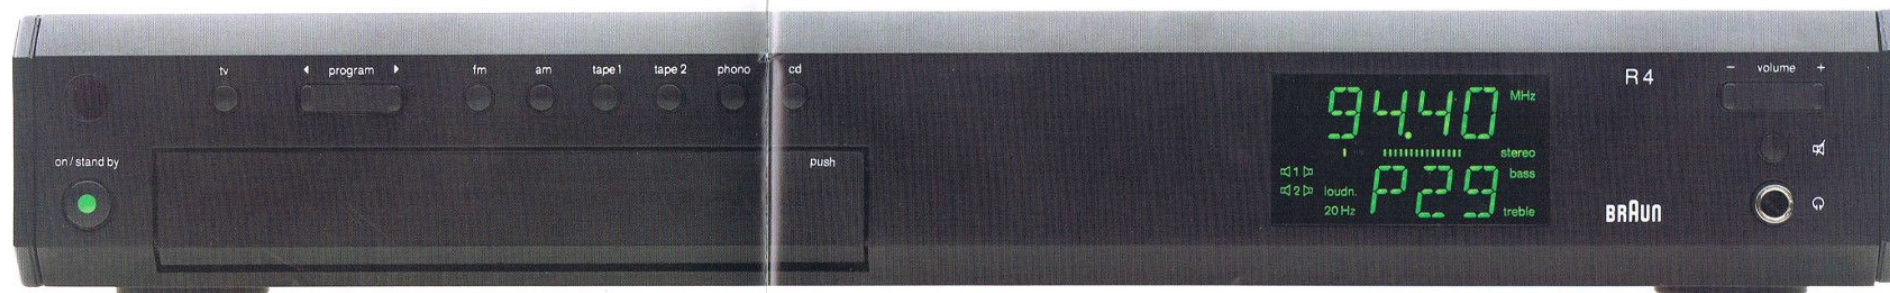 tv
program
fm
am
tape 1
tape 2
phono
cd
on / stand by
push
94.40 MHz
stereo
1
2
loudn.
20 Hz
P29
bass
treble
R 4
BRAUN
- volume +